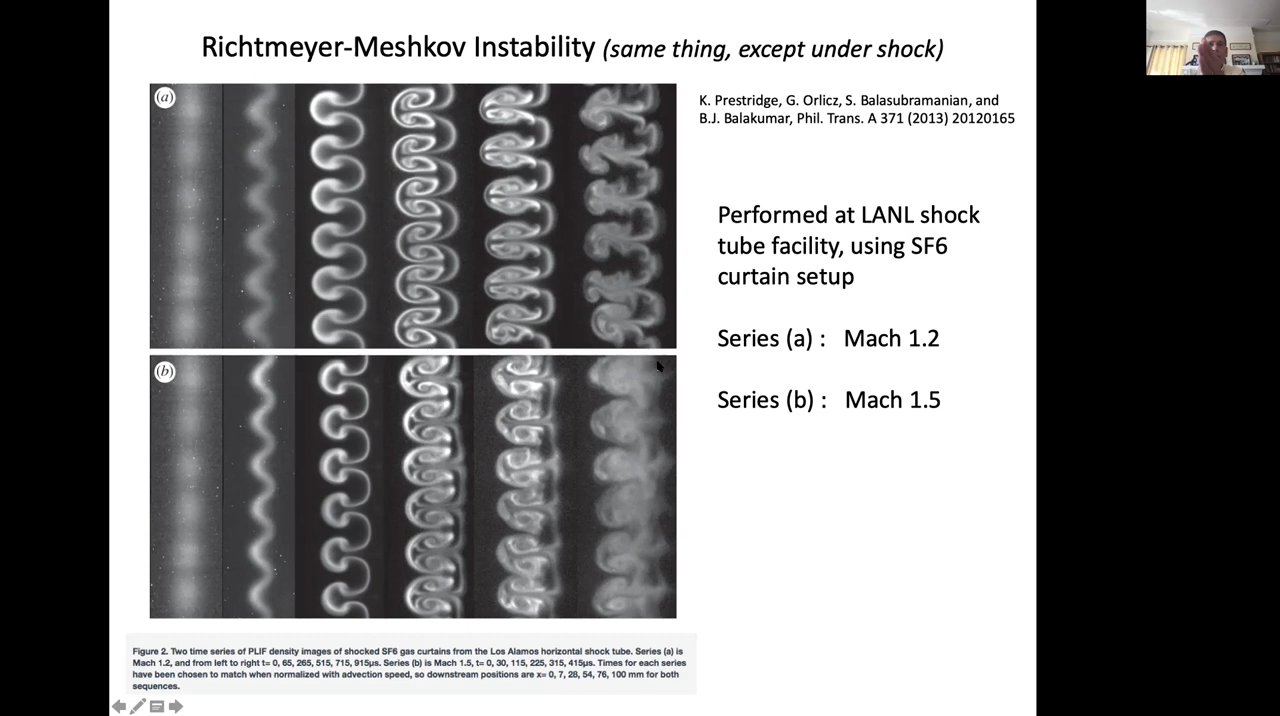 Richtmeyer-Meshkov Instability (same thing, except under shock)
(a)
K. Prestridge, G. Orlicz, S. Balasubramanian, and
B.J. Balakumar, Phil. Trans. A 371 (2013) 20120165
Performed at LANL shock
tube facility, using SF6
curtain setup
Series (a) : Mach 1.2
(b)
Series (b) : Mach 1.5
Figure 2. Two time series of PLIF density images of shocked SF6 gas curtains from the Los Alamos horizontal shock tube. Series (a) is
Mach 1.2, and from left to right t= 0, 65, 265, 515, 715, 915µs. Series (b) is Mach 1.5, t= 0, 30, 115, 225, 315, 415µs. Times for each series
have been chosen to match when normalized with advection speed, so downstream positions are x= 0, 7, 28, 54, 76, 100 mm for both
sequences.